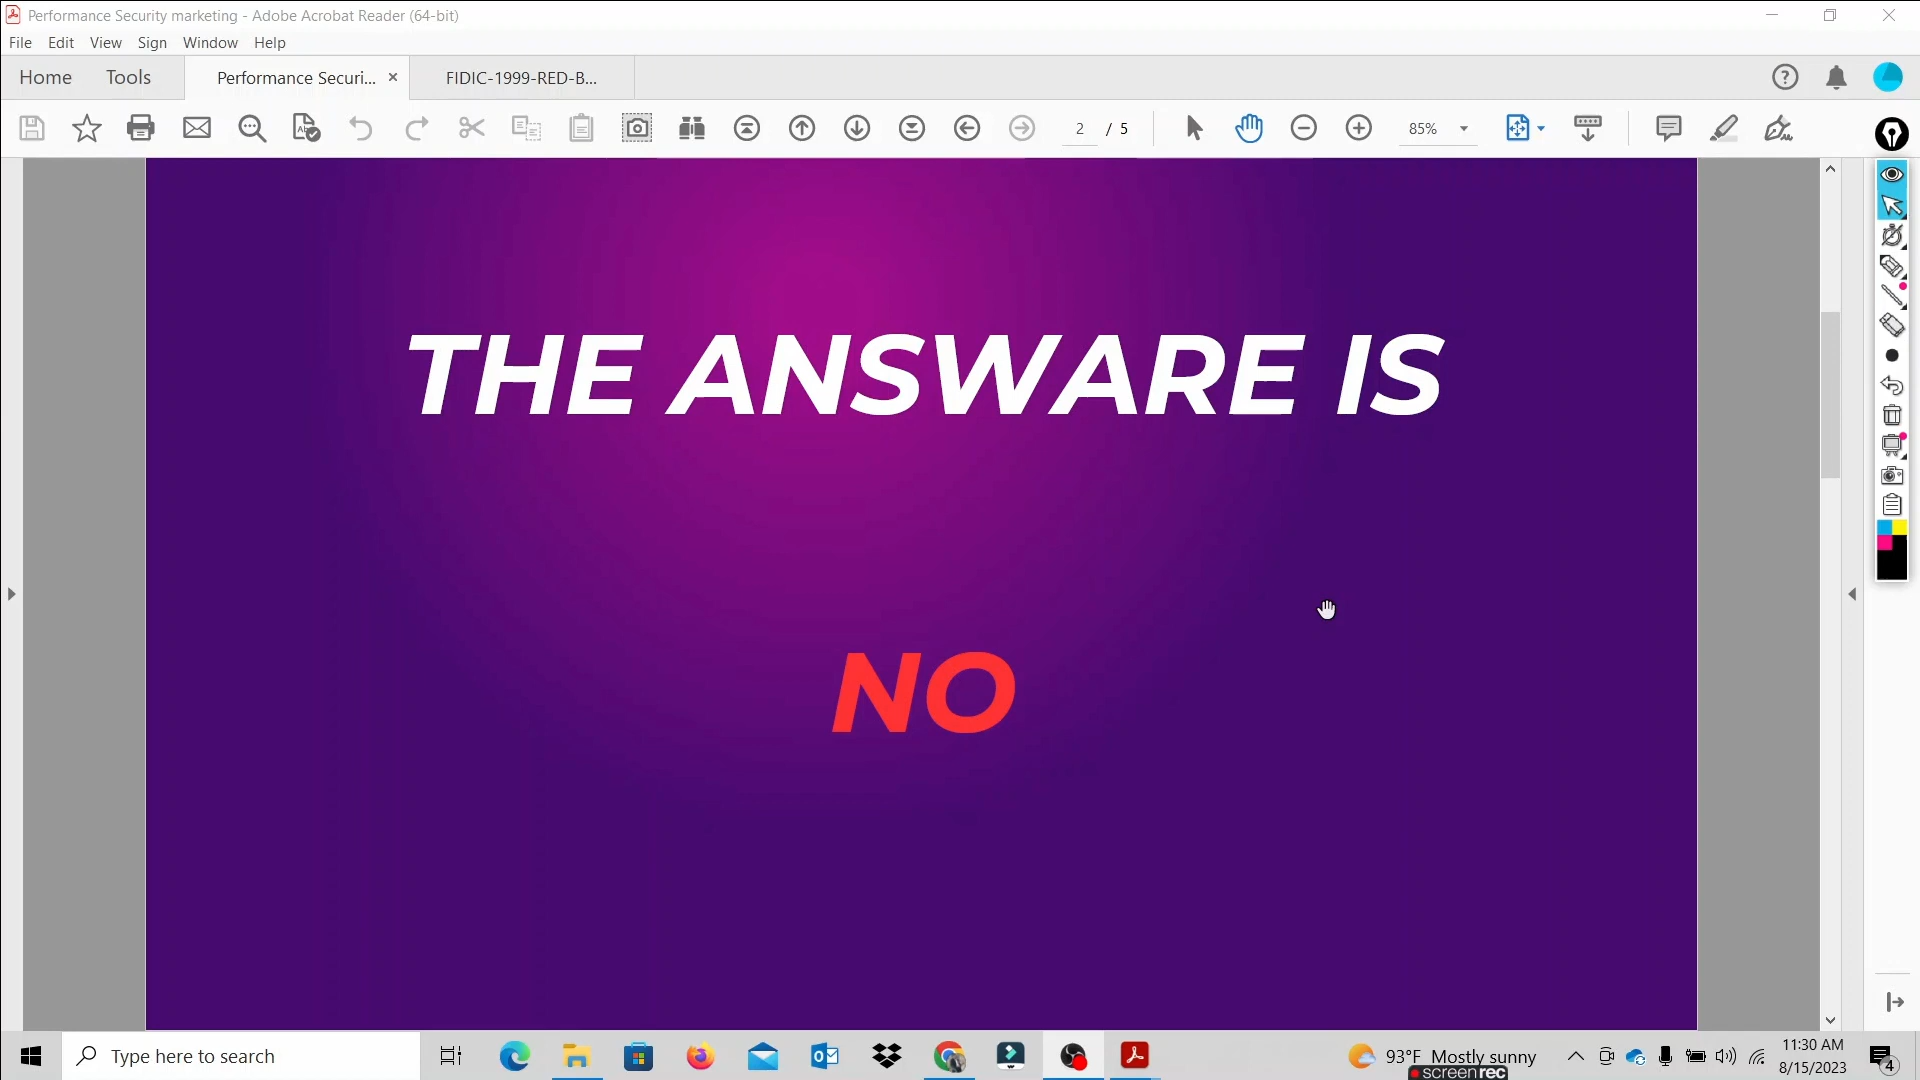 Performance Security marketing - Adobe Acrobat Reader (64-bit)
File Edit View Sign Window Help
Home Tools Performance Securi... × FIDIC-1999-RED-B...
2 / 5 85%
THE ANSWARE IS
NO
Type here to search
93°F Mostly sunny
screenrec
11:30 AM
8/15/2023
4